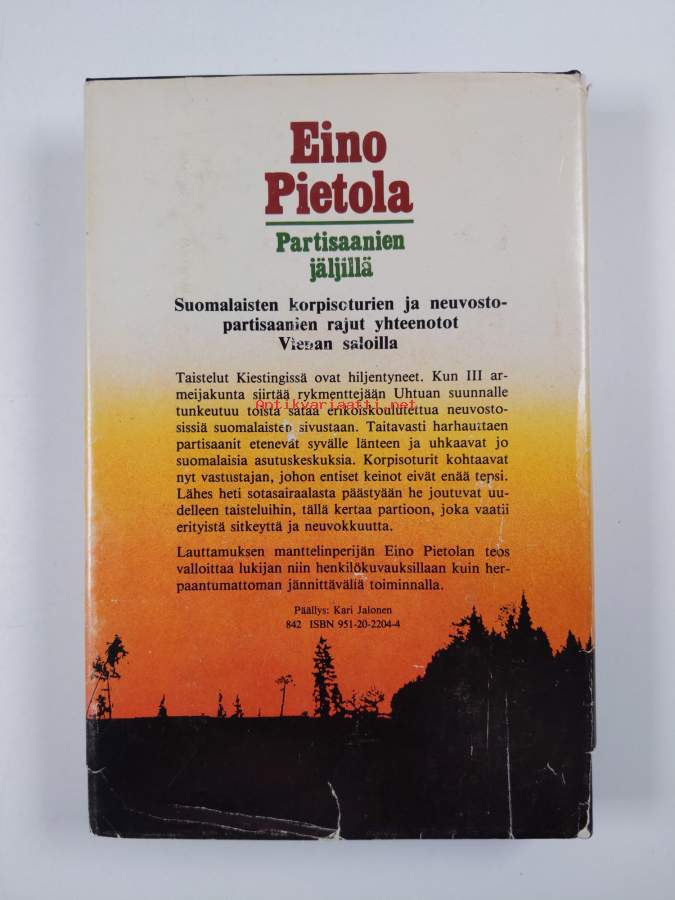 Eino
Pietola
Partisaanien
jäljillä
Suomalaisten korpisoturien ja neuvosto-
partisaanien rajut yhteenotot
Vienan saloilla
Taistelut Kiestingissä ovat hiljentyneet. Kun III ar-
meijakunta siirtää rykmenttejään Uhtuan suunnalle
tunkeutuu toista sataa erikoiskoulutettua neuvosto-
Antikvariaatti.net
sissiä suomalaisten sivustaan. Taitavasti harhauttaen
partisaanit etenevät syvälle länteen ja uhkaavat jo
suomalaisia asutuskeskuksia. Korpisoturit kohtaavat
nyt vastustajan, johon entiset keinot eivät enää tepsi.
Lähes heti sotasairaalasta päästyään he joutuvat uu-
delleen taisteluihin, tällä kertaa partioon, joka vaatii
erityistä sitkeyttä ja neuvokkuutta.
Lauttamuksen manttelinperijän Eino Pietolan teos
valloittaa lukijan niin henkilökuvauksillaan kuin her-
paantumattoman jännittävällä toiminnalla.
Päällys: Kari Jalonen
842 ISBN 951-20-2204-4